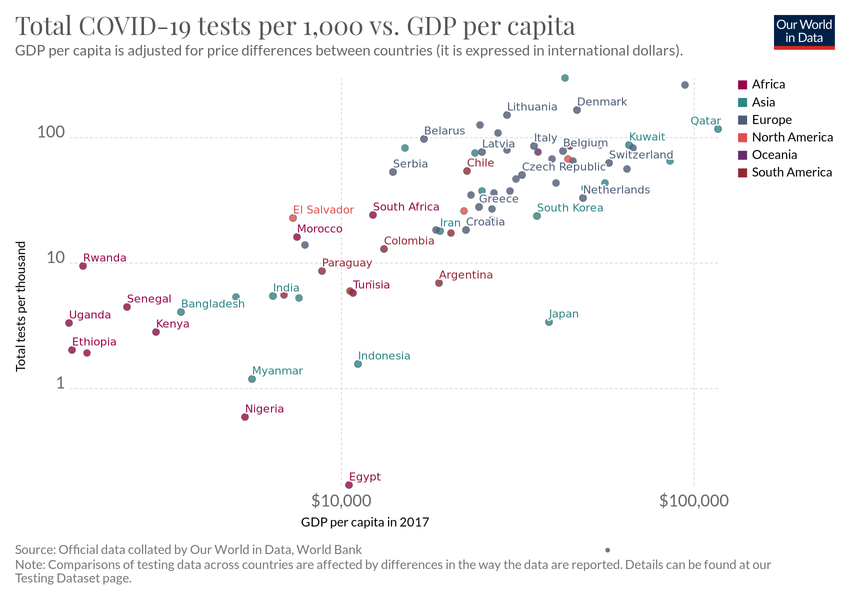 Total COVID-19 tests per 1,000 vs. GDP per capita
GDP per capita is adjusted for price differences between countries (it is expressed in international dollars).
Our World
in Data
Africa
Asia
Europe
North America
Oceania
South America
Total tests per thousand
100
10
1
Lithuania
Denmark
Qatar
Belarus
Latvia
Italy
Belgium
Kuwait
Serbia
Chile
Czech Republic
Switzerland
Netherlands
Greece
South Korea
El Salvador
South Africa
Morocco
Iran
Croatia
Colombia
Rwanda
Paraguay
Argentina
Tunisia
India
Senegal
Bangladesh
Uganda
Kenya
Japan
Ethiopia
Indonesia
Myanmar
Nigeria
Egypt
$10,000
$100,000
GDP per capita in 2017
Source: Official data collated by Our World in Data, World Bank
Note: Comparisons of testing data across countries are affected by differences in the way the data are reported. Details can be found at our
Testing Dataset page.